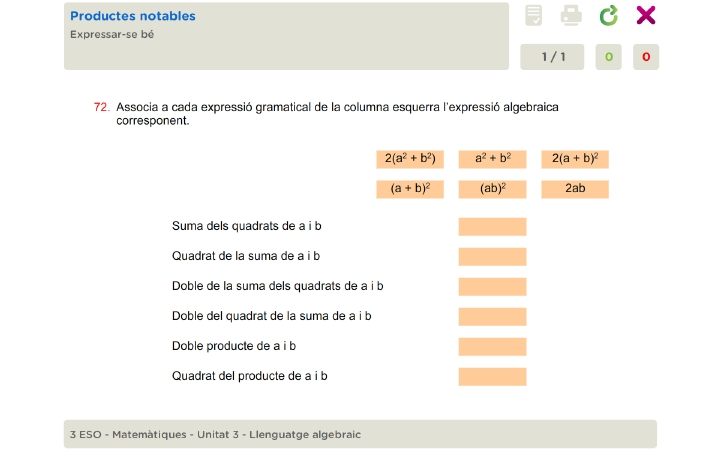 Productes notables
Expressar-se bé
1 / 1
0
0
72. Associa a cada expressió gramatical de la columna esquerra l'expressió algebraica
corresponent.
2(a² + b²)
a² + b²
2(a + b)²
(a + b)²
(ab)²
2ab
Suma dels quadrats de a i b
Quadrat de la suma de a i b
Doble de la suma dels quadrats de a i b
Doble del quadrat de la suma de a i b
Doble producte de a i b
Quadrat del producte de a i b
3 ESO - Matemàtiques - Unitat 3 - Llenguatge algebraic